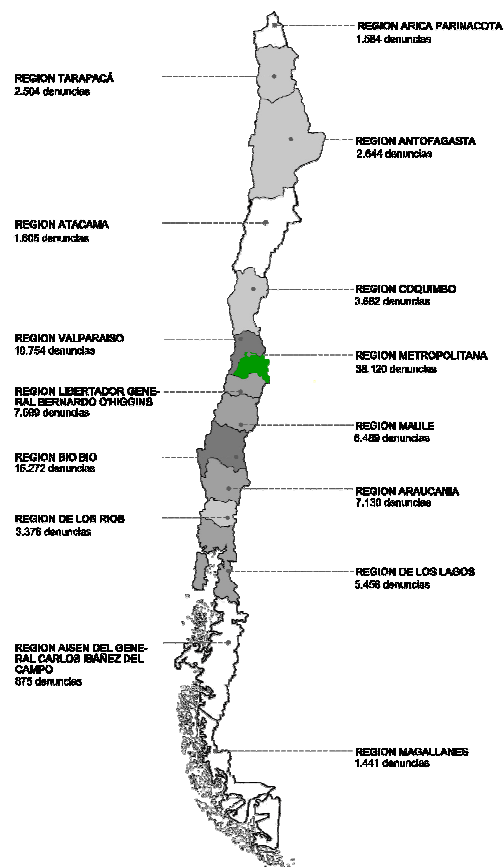 REGION ARICA PARINACOTA
1.584 denuncias
REGION TARAPACÁ
2.504 denuncias
REGION ANTOFAGASTA
2.644 denuncias
REGION ATACAMA
1.605 denuncias
REGION COQUIMBO
3.662 denuncias
REGION VALPARAISO
10.754 denuncias
REGION METROPOLITANA
38.120 denuncias
REGION LIBERTADOR GENE-
RAL BERNARDO O'HIGGINS
7.599 denuncias
REGION MAULE
6.489 denuncias
REGION BIO BIO
15.272 denuncias
REGION ARAUCANIA
7.130 denuncias
REGION DE LOS RIOS
3.376 denuncias
REGION DE LOS LAGOS
5.456 denuncias
REGION AISEN DEL GENE-
RAL CARLOS IBÁÑEZ DEL
CAMPO
875 denuncias
REGION MAGALLANES
1.441 denuncias